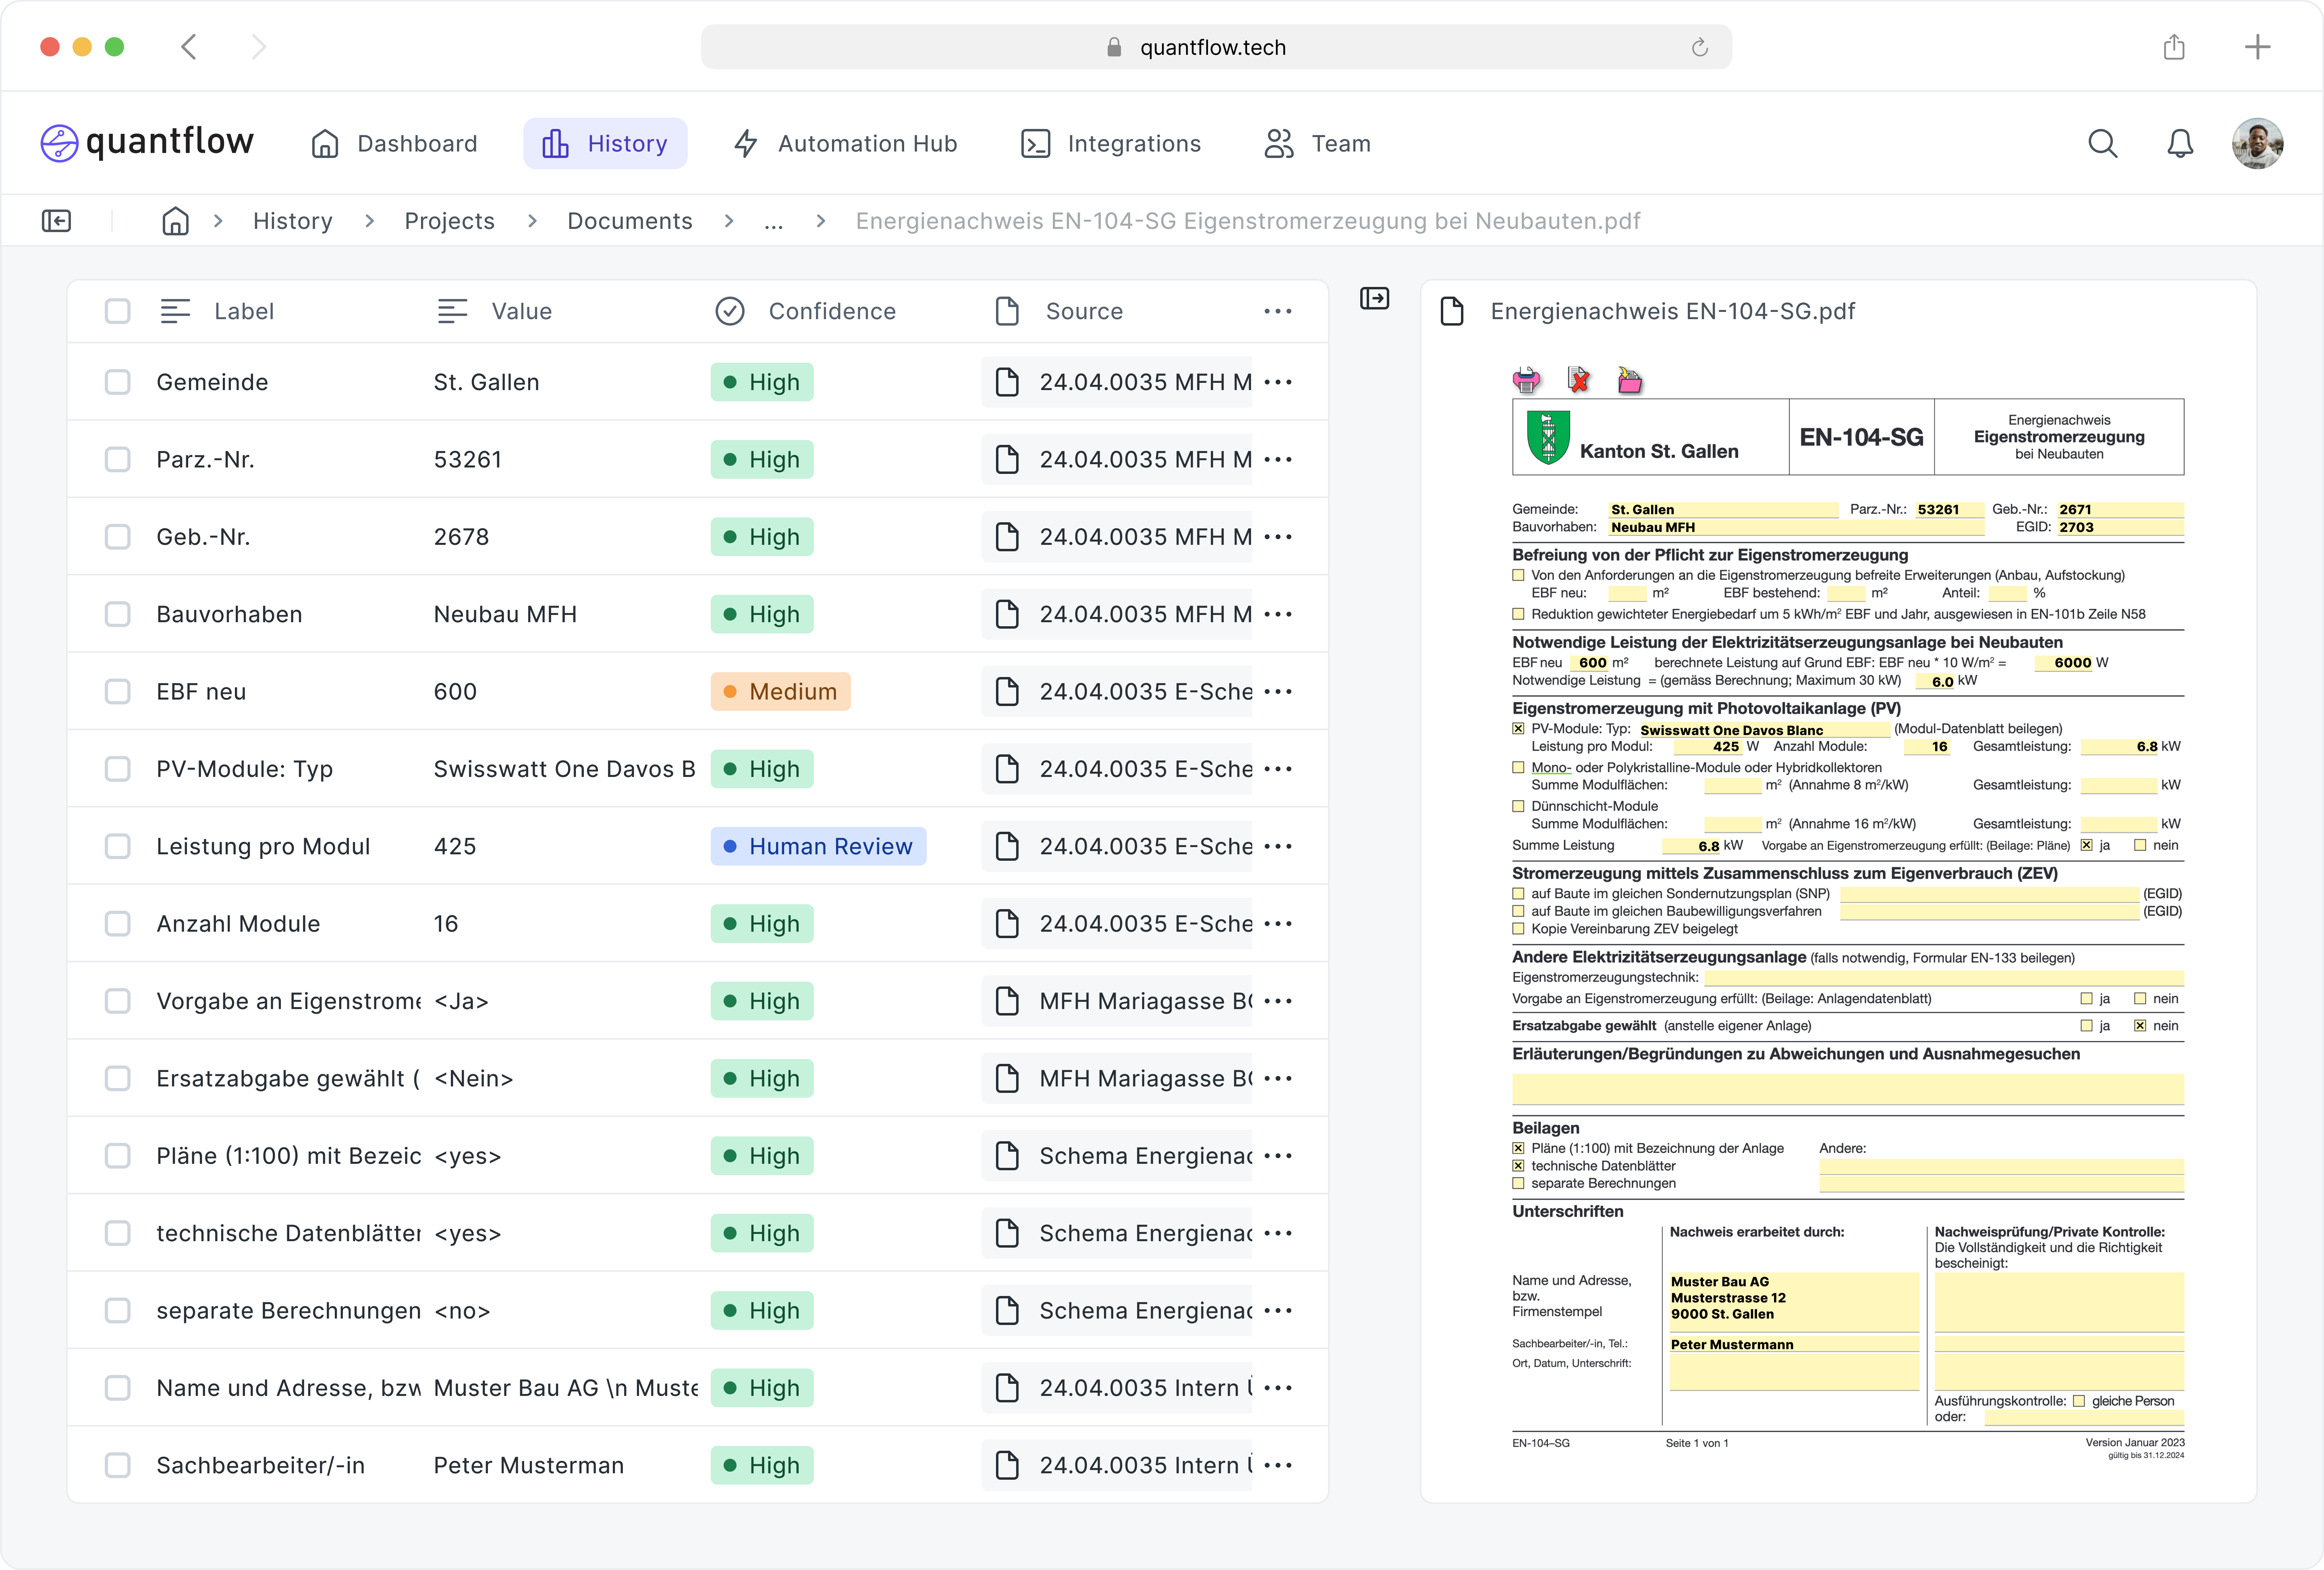 quantflow.tech
quantflow Dashboard History Automation Hub Integrations Team
History Projects Documents ... Energienachweis EN-104-SG Eigenstromerzeugung bei Neubauten.pdf
Label Value Confidence Source
Gemeinde St. Gallen High 24.04.0035 MFH M
Parz.-Nr. 53261 High 24.04.0035 MFH M
Geb.-Nr. 2678 High 24.04.0035 MFH M
Bauvorhaben Neubau MFH High 24.04.0035 MFH M
EBF neu 600 Medium 24.04.0035 E-Sche
PV-Module: Typ Swisswatt One Davos B High 24.04.0035 E-Sche
Leistung pro Modul 425 Human Review 24.04.0035 E-Sche
Anzahl Module 16 High 24.04.0035 E-Sche
Vorgabe an Eigenstrome <Ja> High MFH Mariagasse
Ersatzabgabe gewählt ( <Nein> High MFH Mariagasse
Pläne (1:100) mit Bezeic <yes> High Schema Energienac
technische Datenblätter <yes> High Schema Energienac
separate Berechnungen <no> High Schema Energienac
Name und Adresse, bzw Muster Bau AG \n Muste High 24.04.0035 Intern
Sachbearbeiter/-in Peter Musterman High 24.04.0035 Intern
Energienachweis EN-104-SG.pdf
Kanton St. Gallen
EN-104-SG
Energienachweis
Eigenstromerzeugung
bei Neubauten
Gemeinde: St. Gallen Parz.-Nr.: 53261 Geb.-Nr.: 2671
Bauvorhaben: Neubau MFH EGID: 2703
Befreiung von der Pflicht zur Eigenstromerzeugung
Von den Anforderungen an die Eigenstromerzeugung befreite Erweiterungen (Anbau, Aufstockung)
EBF neu: m² EBF bestehend: m² Anteil: %
Reduktion gewichteter Energiebedarf um 5 kWh/m² EBF und Jahr, ausgewiesen in EN-101b Zeile N58
Notwendige Leistung der Elektrizitätserzeugungsanlage bei Neubauten
EBF neu 600 m² berechnete Leistung auf Grund EBF: EBF neu * 10 W/m² = 6000 W
Notwendige Leistung = (gemäss Berechnung; Maximum 30 kW) 6.0 kW
Eigenstromerzeugung mit Photovoltaikanlage (PV)
PV-Module: Typ: Swisswatt One Davos Blanc (Modul-Datenblatt beilegen)
Leistung pro Modul: 425 W Anzahl Module: 16 Gesamtleistung: 6.8 kW
Mono- oder Polykristalline-Module oder Hybridkollektoren
Summe Modulflächen: m² (Annahme 8 m²/kW) Gesamtleistung: kW
Dünnschicht-Module
Summe Modulflächen: m² (Annahme 16 m²/kW) Gesamtleistung: kW
Summe Leistung 6.8 kW Vorgabe an Eigenstromerzeugung erfüllt: (Beilage: Pläne) ja nein
Stromerzeugung mittels Zusammenschluss zum Eigenverbrauch (ZEV)
auf Baute im gleichen Sondernutzungsplan (SNP) (EGID)
auf Baute im gleichen Baubewilligungsverfahren (EGID)
Kopie Vereinbarung ZEV beigelegt
Andere Elektrizitätserzeugungsanlage (falls notwendig, Formular EN-133 beilegen)
Eigenstromerzeugungstechnik:
Vorgabe an Eigenstromerzeugung erfüllt: (Beilage: Anlagendatenblatt) ja nein
Ersatzabgabe gewählt (anstelle eigener Anlage) ja nein
Erläuterungen/Begründungen zu Abweichungen und Ausnahmegesuchen
Beilagen
Pläne (1:100) mit Bezeichnung der Anlage Andere:
technische Datenblätter
separate Berechnungen
Unterschriften
Nachweis erarbeitet durch:
Nachweisprüfung/Private Kontrolle:
Die Vollständigkeit und die Richtigkeit
bescheinigt:
Name und Adresse,
bzw.
Firmenstempel
Muster Bau AG
Musterstrasse 12
9000 St. Gallen
Sachbearbeiter/-in, Tel.: Peter Mustermann
Ort, Datum, Unterschrift:
Ausführungskontrolle: gleiche Person
oder:
EN-104–SG Seite 1 von 1 Version Januar 2023
gültig bis 31.12.2024